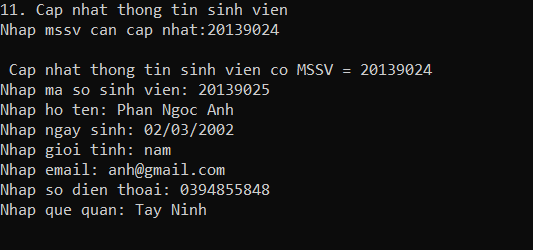 11. Cap nhat thong tin sinh vien
Nhap mssv can cap nhat:20139024
Cap nhat thong tin sinh vien co MSSV = 20139024
Nhap ma so sinh vien: 20139025
Nhap ho ten: Phan Ngoc Anh
Nhap ngay sinh: 02/03/2002
Nhap gioi tinh: nam
Nhap email: anh@gmail.com
Nhap so dien thoai: 0394855848
Nhap que quan: Tay Ninh